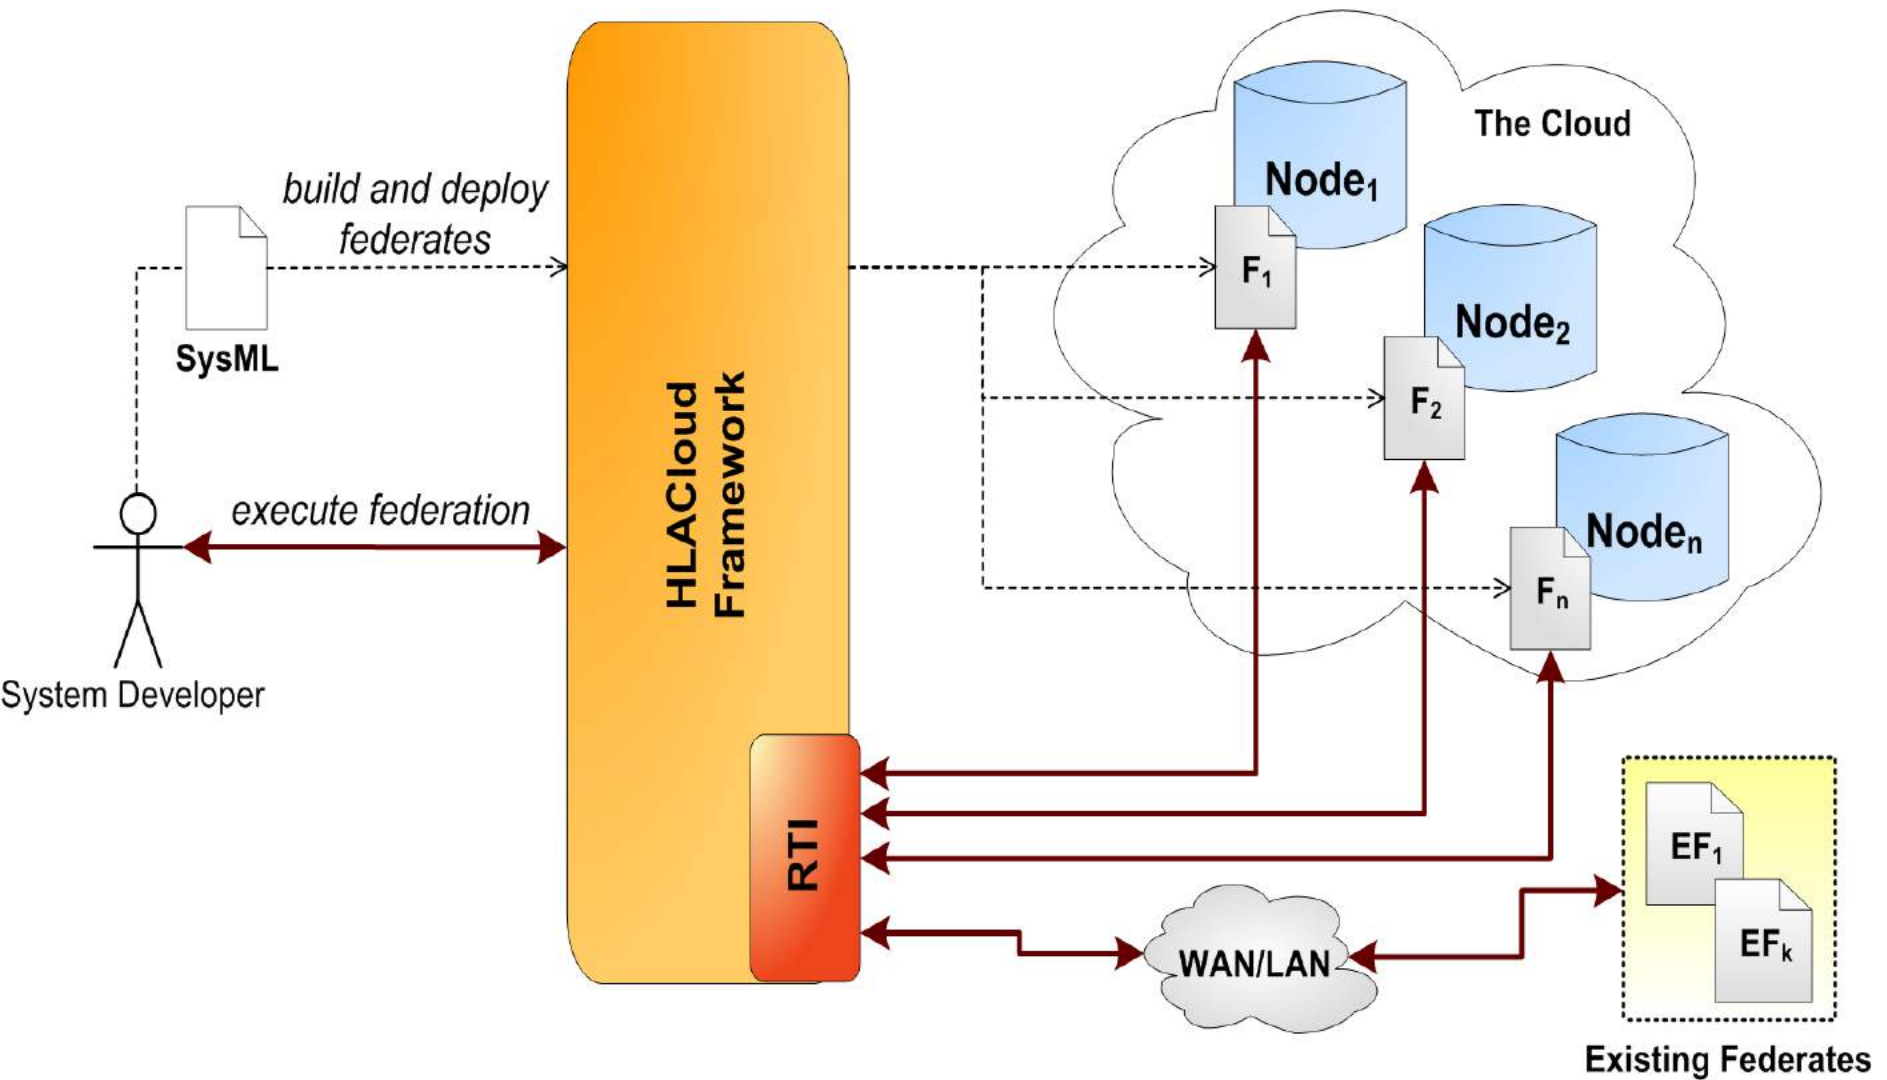 The Cloud
Node1
build and deploy
federates
F1
Node2
SysML
F2
HLACloud
Framework
execute federation
Noden
Fn
System Developer
RTI
EF1
EFk
WAN/LAN
Existing Federates